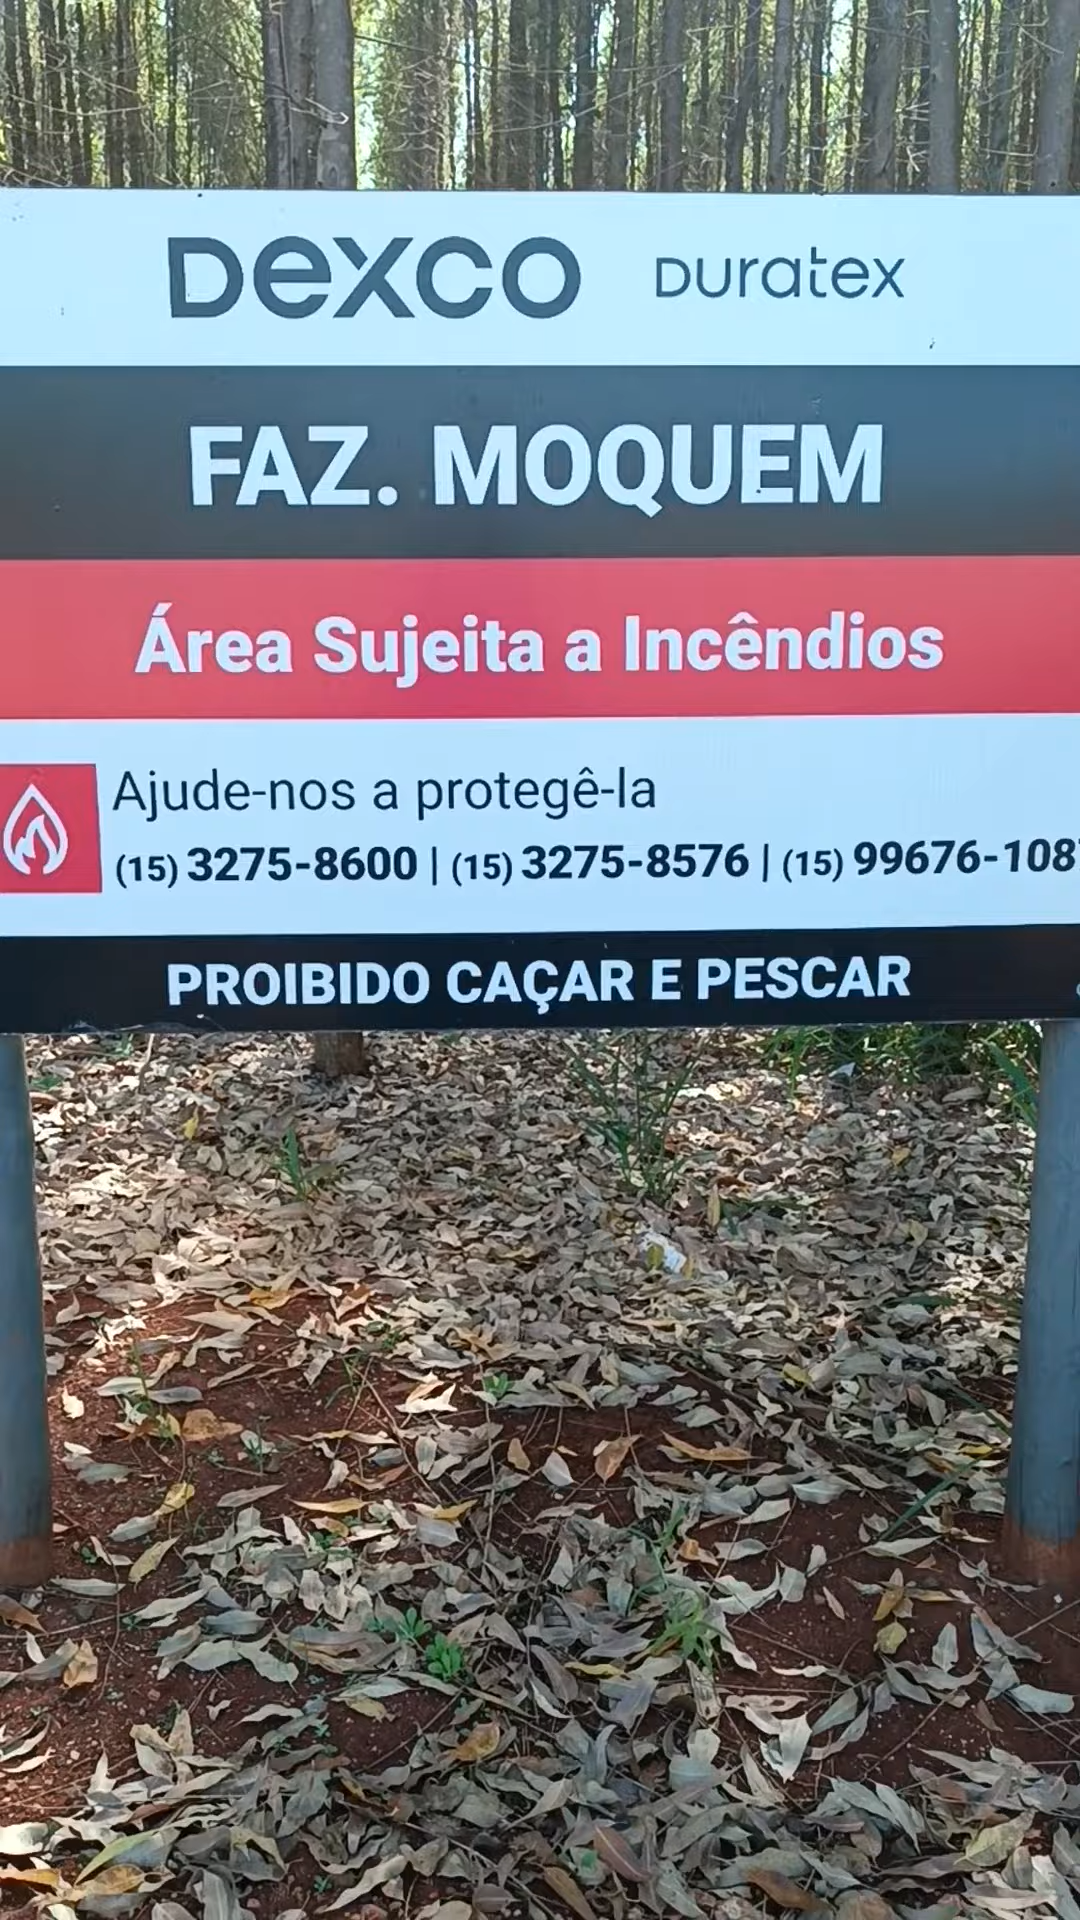 Dexco Duratex
FAZ. MOQUEM
Área Sujeita a Incêndios
Ajude-nos a protegê-la
(15) 3275-8600 | (15) 3275-8576 | (15) 99676-108
PROIBIDO CAÇAR E PESCAR